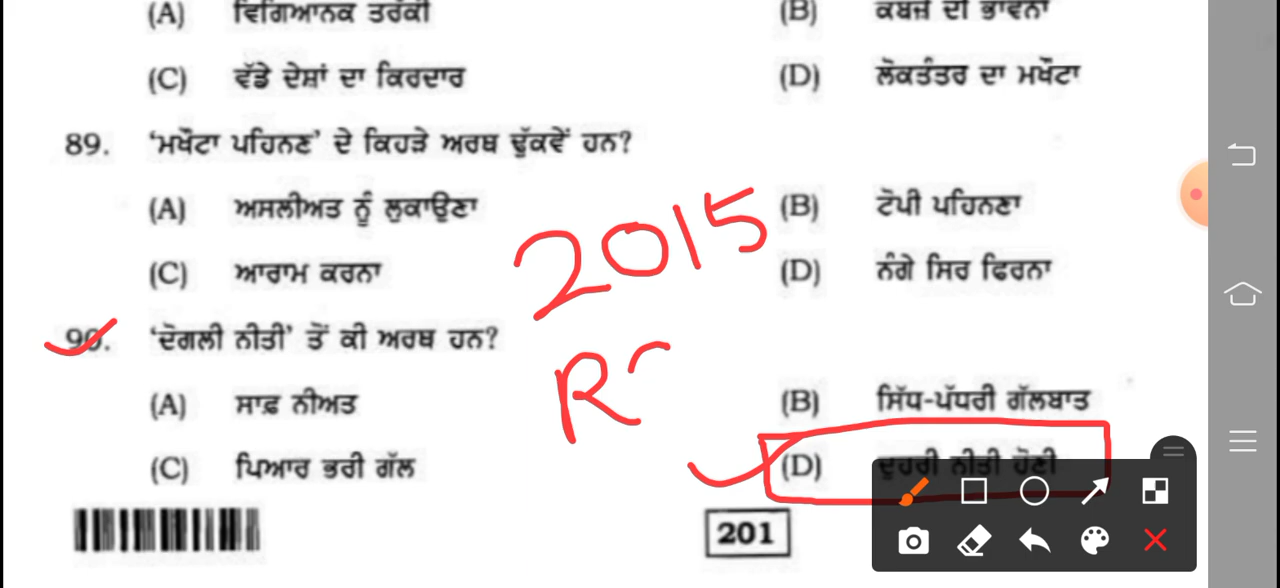 (A) ਵਿਗਿਆਨਕ ਤਰੱਕੀ (B) ਕਬਜ਼ੇ ਦੀ ਭਾਵਨਾ
(C) ਵੱਡੇ ਦੇਸ਼ਾਂ ਦਾ ਕਿਰਦਾਰ (D) ਲੋਕਤੰਤਰ ਦਾ ਮਖੌਟਾ
89. 'ਮਖੌਟਾ ਪਹਿਨਣ' ਦੇ ਕਿਹੜੇ ਅਰਥ ਢੁੱਕਵੇਂ ਹਨ?
(A) ਅਸਲੀਅਤ ਨੂੰ ਲੁਕਾਉਣਾ (B) ਟੋਪੀ ਪਹਿਨਣਾ
2015
(C) ਆਰਾਮ ਕਰਨਾ (D) ਨੰਗੇ ਸਿਰ ਫਿਰਨਾ
90. 'ਦੋਗਲੀ ਨੀਤੀ' ਤੋਂ ਕੀ ਅਰਥ ਹਨ?
R
(A) ਸਾਫ਼ ਨੀਅਤ (B) ਸਿੱਧ-ਪੱਧਰੀ ਗੱਲਬਾਤ
(C) ਪਿਆਰ ਭਰੀ ਗੱਲ (D) ਦੁਹਰੀ ਨੀਤੀ ਹੋਣੀ
201